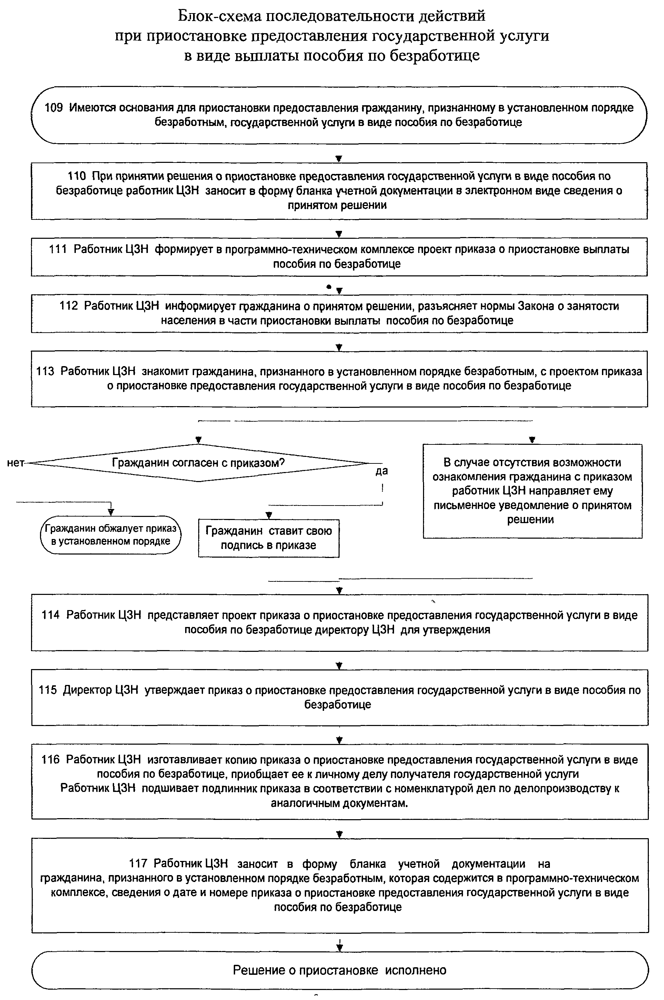 Блок-схема последовательности действий
при приостановке предоставления государственной услуги
в виде выплаты пособия по безработице
109 Имеются основания для приостановки предоставления гражданину, признанному в установленном порядке
безработным, государственной услуги в виде пособия по безработице
110 При принятии решения о приостановке предоставления государственной услуги в виде пособия по
безработице работник ЦЗН заносит в форму бланка учетной документации в электронном виде сведения о
принятом решении
111 Работник ЦЗН формирует в программно-техническом комплексе проект приказа о приостановке выплаты
пособия по безработице
112 Работник ЦЗН информирует гражданина о принятом решении, разъясняет нормы Закона о занятости
населения в части приостановки выплаты пособия по безработице
113 Работник ЦЗН знакомит гражданина, признанного в установленном порядке безработным, с проектом приказа
о приостановке предоставления государственной услуги в виде пособия по безработице
нет
Гражданин согласен с приказом?
да
В случае отсутствия возможности
ознакомления гражданина с приказом
работник ЦЗН направляет ему
письменное уведомление о принятом
решении
Гражданин обжалует приказ
в установленном порядке
Гражданин ставит свою
подпись в приказе
114 Работник ЦЗН представляет проект приказа о приостановке предоставления государственной услуги в виде
пособия по безработице директору ЦЗН для утверждения
115 Директор ЦЗН утверждает приказ о приостановке предоставления государственной услуги в виде пособия по
безработице
116 Работник ЦЗН изготавливает копию приказа о приостановке предоставления государственной услуги в виде
пособия по безработице, приобщает ее к личному делу получателя государственной услуги
Работник ЦЗН подшивает подлинник приказа в соответствии с номенклатурой дел по делопроизводству к
аналогичным документам.
117 Работник ЦЗН заносит в форму бланка учетной документации на
гражданина, признанного в установленном порядке безработным, которая содержится в программно-техническом
комплексе, сведения о дате и номере приказа о приостановке предоставления государственной услуги в виде
пособия по безработице
Решение о приостановке исполнено